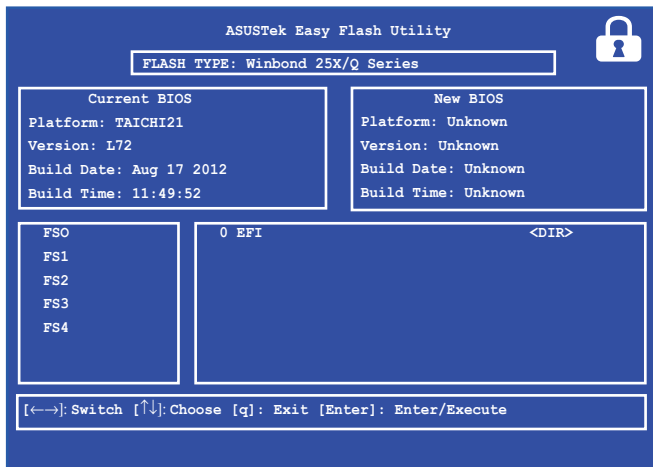 ASUSTek Easy Flash Utility
FLASH TYPE: Winbond 25X/Q Series
Current BIOS
Platform: TAICHI21
Version: L72
Build Date: Aug 17 2012
Build Time: 11:49:52
New BIOS
Platform: Unknown
Version: Unknown
Build Date: Unknown
Build Time: Unknown
FSO
FS1
FS2
FS3
FS4
0 EFI <DIR>
[←→]: Switch [↑↓]: Choose [q]: Exit [Enter]: Enter/Execute